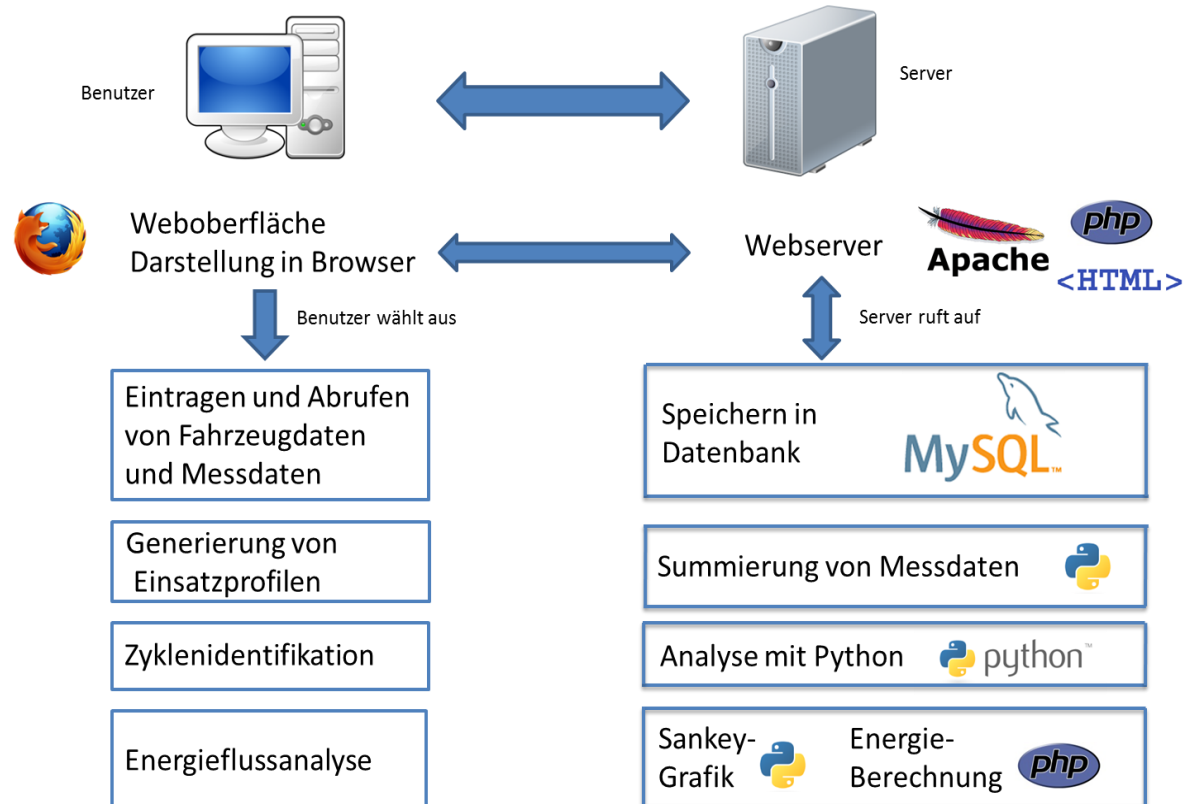 Benutzer
Server
Weboberfläche
Darstellung in Browser
Webserver
Apache
php
<HTML>
Benutzer wählt aus
Server ruft auf
Eintragen und Abrufen
von Fahrzeugdaten
und Messdaten
Speichern in
Datenbank
MySQL™
Generierung von
Einsatzprofilen
Summierung von Messdaten
Zyklenidentifikation
Analyse mit Python
python™
Energieflussanalyse
Sankey-
Grafik
Energie-
Berechnung
php